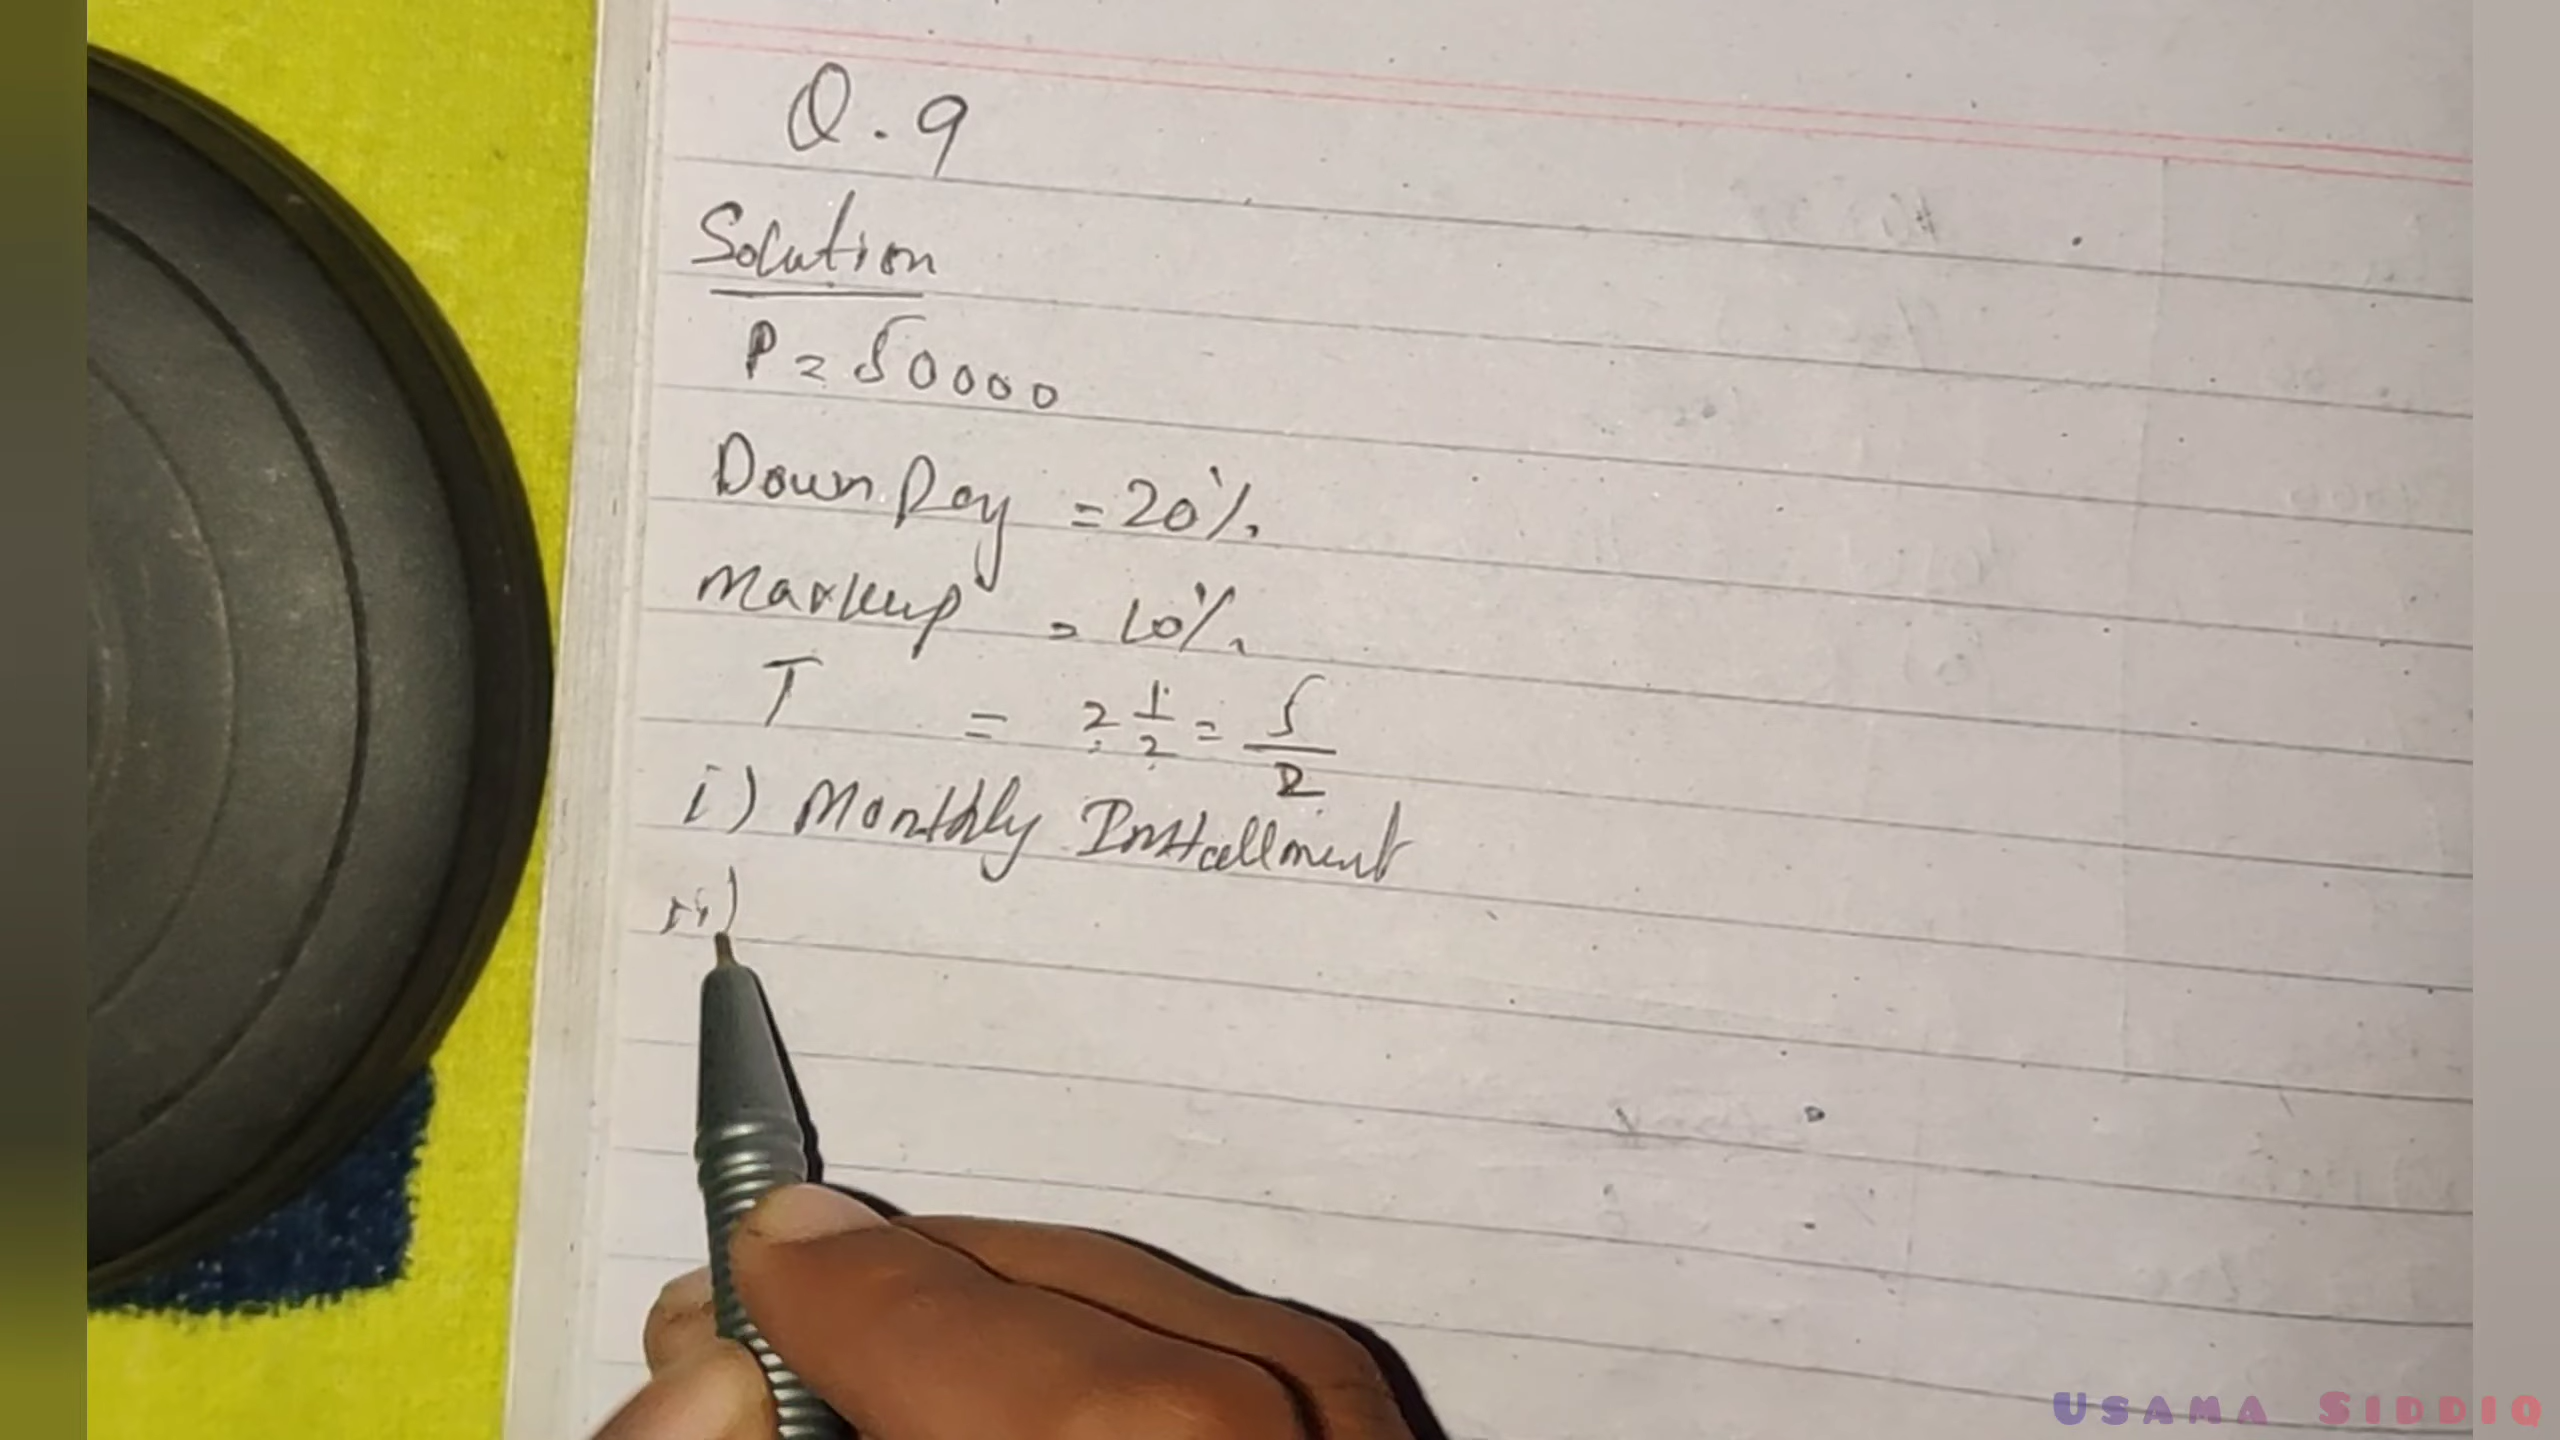 Q.9
Solution
P = 50000
Down Pay = 20%
Markup = 10%
T = 2 1/2 = 5/2
i) Monthly Installment
ii)
USAMA SIDDIQ